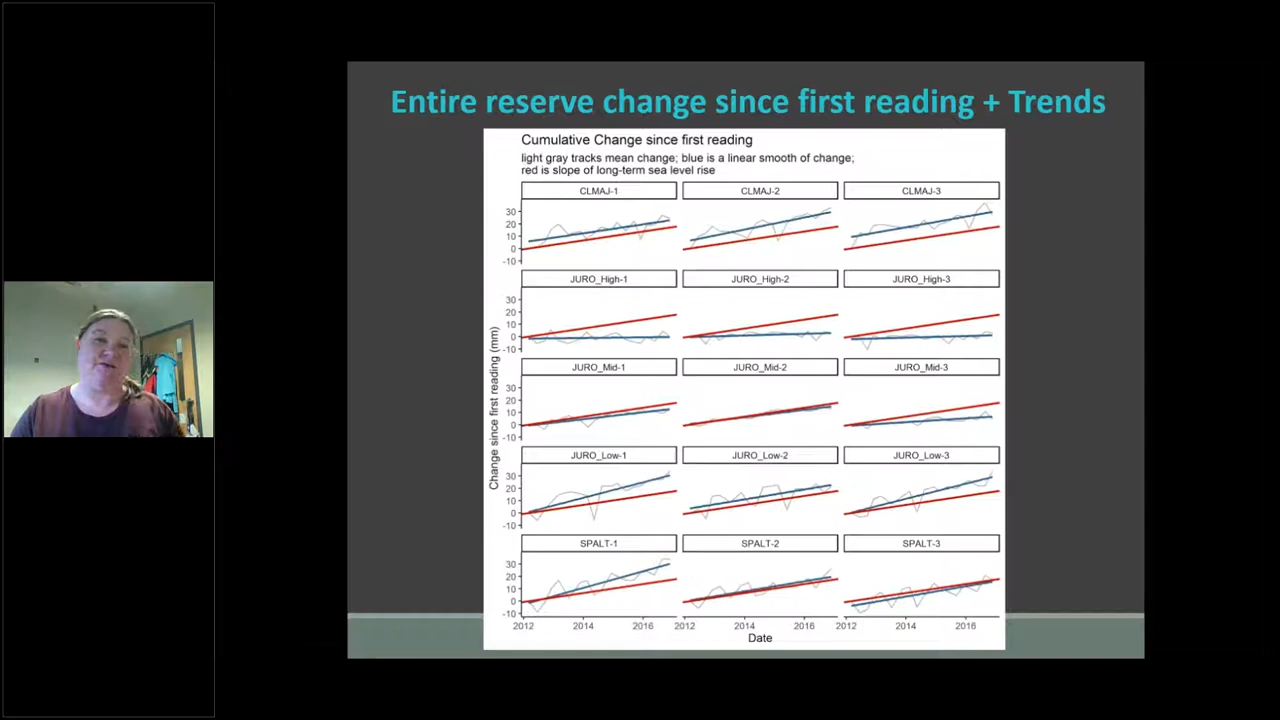 Entire reserve change since first reading + Trends
Cumulative Change since first reading
light gray tracks mean change; blue is a linear smooth of change;
red is slope of long-term sea level rise
CLMAJ-1 CLMAJ-2 CLMAJ-3
30
20
10
0
-10
JURO_High-1 JURO_High-2 JURO_High-3
30
20
10
0
-10
JURO_Mid-1 JURO_Mid-2 JURO_Mid-3
30
20
10
0
-10
JURO_Low-1 JURO_Low-2 JURO_Low-3
30
20
10
0
-10
SPALT-1 SPALT-2 SPALT-3
30
20
10
0
-10
2012 2014 2016 2012 2014 2016 2012 2014 2016
Date
Change since first reading (mm)